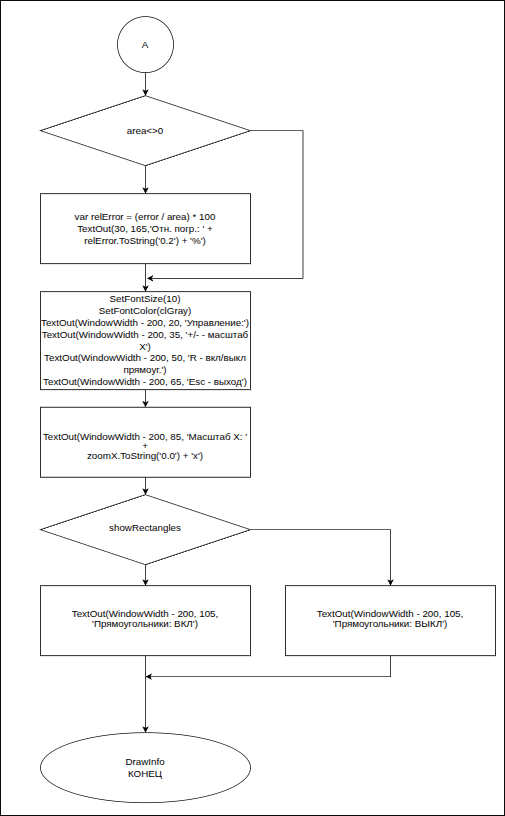 A
area<>0
var relError = (error / area) * 100
TextOut(30, 165,'Отн. погр.: ' +
relError.ToString('0.2') + '%')
SetFontSize(10)
SetFontColor(clGray)
TextOut(WindowWidth - 200, 20, 'Управление:')
TextOut(WindowWidth - 200, 35, '+/- - масштаб
X')
TextOut(WindowWidth - 200, 50, 'R - вкл/выкл
прямоуг.')
TextOut(WindowWidth - 200, 65, 'Esc - выход')
TextOut(WindowWidth - 200, 85, 'Масштаб X: '
+
zoomX.ToString('0.0') + 'x')
showRectangles
TextOut(WindowWidth - 200, 105,
'Прямоугольники: ВКЛ')
TextOut(WindowWidth - 200, 105,
'Прямоугольники: ВЫКЛ')
DrawInfo
КОНЕЦ